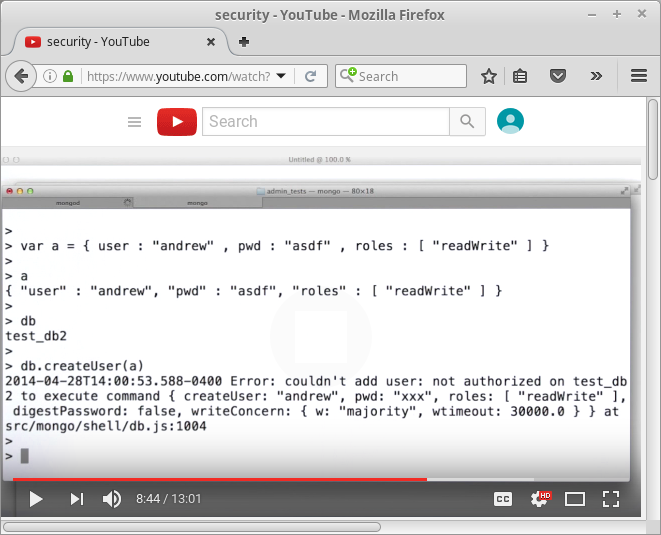 security - YouTube - Mozilla Firefox
security - YouTube
https://www.youtube.com/watch?
Search
Search
Untitled @ 100.0 %
admin_tests — mongo — 80×18
mongod
mongo
>
> var a = { user : "andrew" , pwd : "asdf" , roles : [ "readWrite" ] }
>
> a
{ "user" : "andrew", "pwd" : "asdf", "roles" : [ "readWrite" ] }
>
> db
test_db2
>
> db.createUser(a)
2014-04-28T14:00:53.588-0400 Error: couldn't add user: not authorized on test_db
2 to execute command { createUser: "andrew", pwd: "xxx", roles: [ "readWrite" ],
digestPassword: false, writeConcern: { w: "majority", wtimeout: 30000.0 } } at
src/mongo/shell/db.js:1004
>
>
8:44 / 13:01
CC
HD